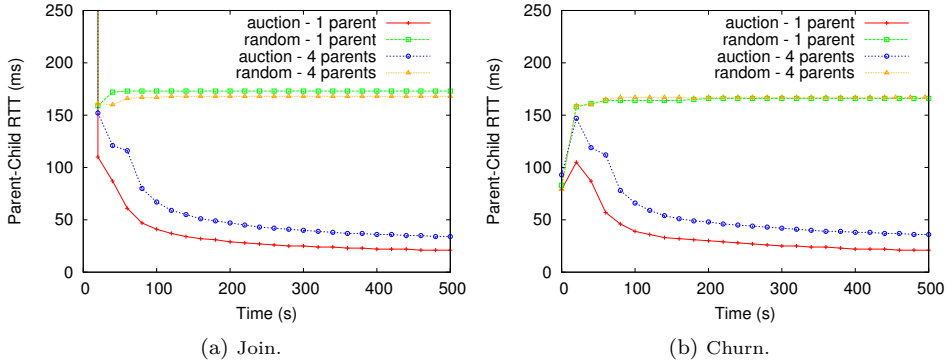 250
200
150
100
50
0
Parent-Child RTT (ms)
auction - 1 parent
random - 1 parent
auction - 4 parents
random - 4 parents
0 100 200 300 400 500
Time (s)
(a) Join.
250
200
150
100
50
0
Parent-Child RTT (ms)
auction - 1 parent
random - 1 parent
auction - 4 parents
random - 4 parents
0 100 200 300 400 500
Time (s)
(b) Churn.